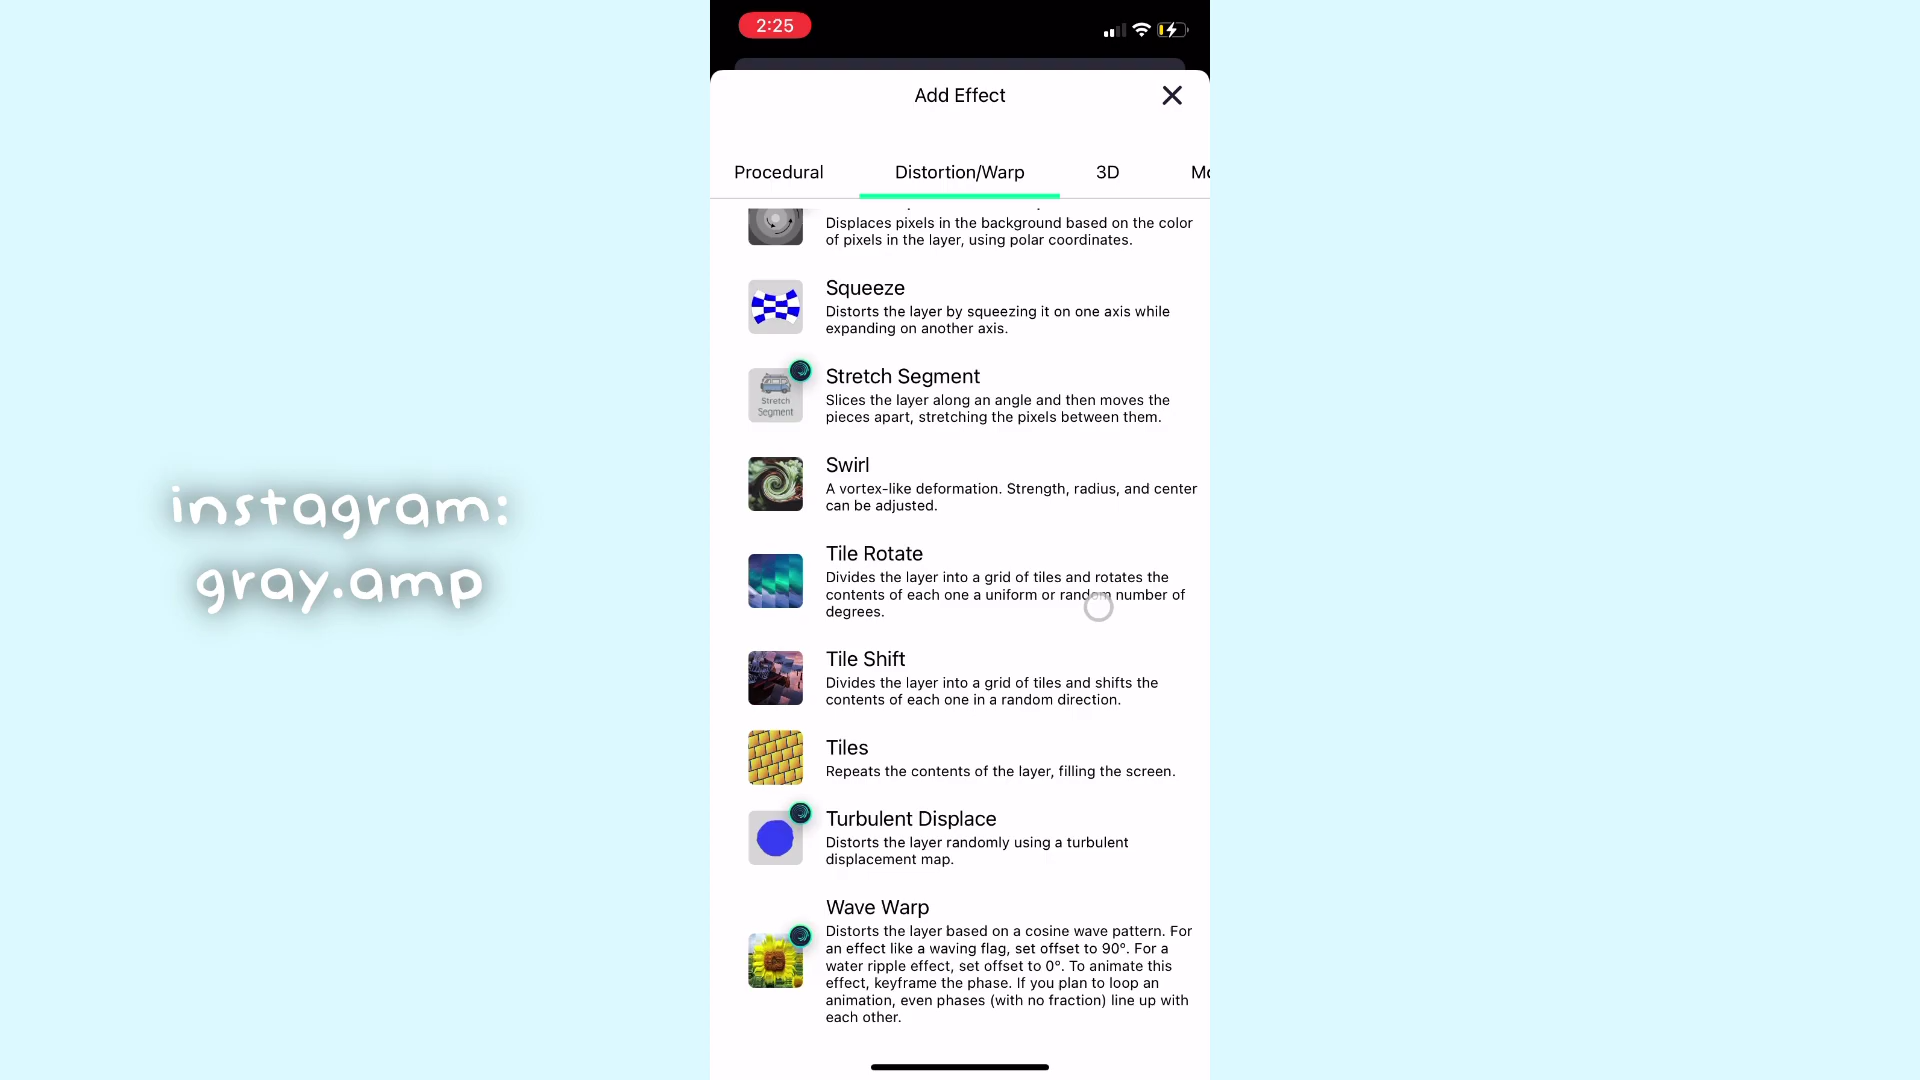 2:25
Add Effect
Procedural
Distortion/Warp
3D
Displaces pixels in the background based on the color
of pixels in the layer, using polar coordinates.
Squeeze
Distorts the layer by squeezing it on one axis while
expanding on another axis.
Stretch
Segment
Stretch Segment
Slices the layer along an angle and then moves the
pieces apart, stretching the pixels between them.
Swirl
A vortex-like deformation. Strength, radius, and center
can be adjusted.
instagram:
gray.amp
Tile Rotate
Divides the layer into a grid of tiles and rotates the
contents of each one a uniform or random number of
degrees.
Tile Shift
Divides the layer into a grid of tiles and shifts the
contents of each one in a random direction.
Tiles
Repeats the contents of the layer, filling the screen.
Turbulent Displace
Distorts the layer randomly using a turbulent
displacement map.
Wave Warp
Distorts the layer based on a cosine wave pattern. For
an effect like a waving flag, set offset to 90°. For a
water ripple effect, set offset to 0°. To animate this
effect, keyframe the phase. If you plan to loop an
animation, even phases (with no fraction) line up with
each other.